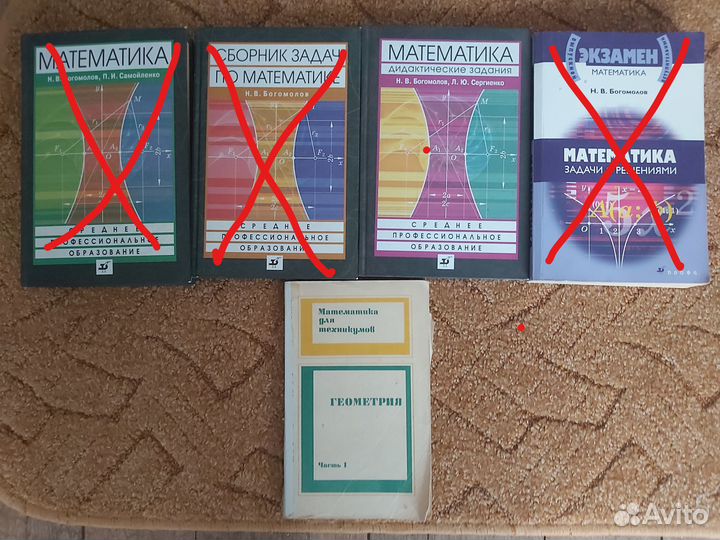 МАТЕМАТИКА
Н. В. Богомолов, П. И. Самойленко
СРЕДНЕЕ
ПРОФЕССИОНАЛЬНОЕ
ОБРАЗОВАНИЕ
СБОРНИК ЗАДАЧ
ПО МАТЕМАТИКЕ
Н. В. Богомолов
СРЕДНЕЕ
ПРОФЕССИОНАЛЬНОЕ
ОБРАЗОВАНИЕ
МАТЕМАТИКА
ДИДАКТИЧЕСКИЕ ЗАДАНИЯ
Н. В. Богомолов, Л. Ю. Сергиенко
СРЕДНЕЕ
ПРОФЕССИОНАЛЬНОЕ
ОБРАЗОВАНИЕ
ЭКЗАМЕН
МАТЕМАТИКА
Н. В. Богомолов
МАТЕМАТИКА
ЗАДАЧИ С РЕШЕНИЯМИ
ДРОФА
Математика
для
техникумов
ГЕОМЕТРИЯ
Часть I
Avito